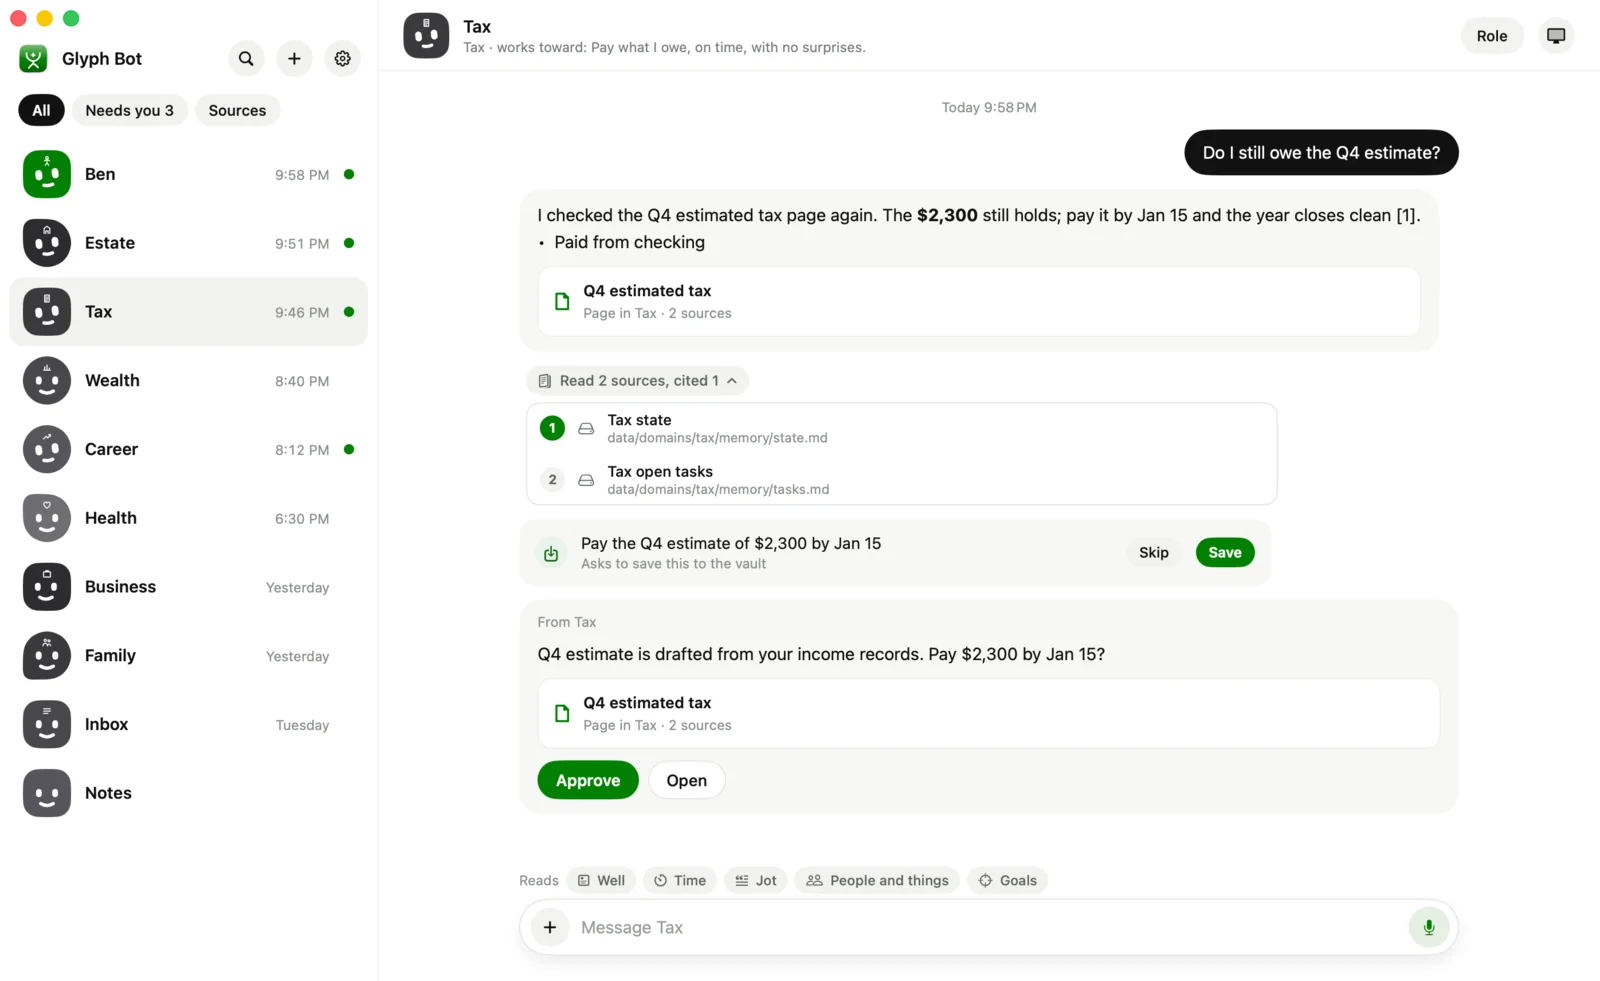 Glyph Bot
All
Needs you 3
Sources
Ben
9:58 PM
Estate
9:51 PM
Tax
9:46 PM
Wealth
8:40 PM
Career
8:12 PM
Health
6:30 PM
Business
Yesterday
Family
Yesterday
Inbox
Tuesday
Notes
Tax
Tax · works toward: Pay what I owe, on time, with no surprises.
Role
Today 9:58 PM
Do I still owe the Q4 estimate?
I checked the Q4 estimated tax page again. The $2,300 still holds; pay it by Jan 15 and the year closes clean [1].
• Paid from checking
Q4 estimated tax
Page in Tax · 2 sources
Read 2 sources, cited 1
1
Tax state
data/domains/tax/memory/state.md
2
Tax open tasks
data/domains/tax/memory/tasks.md
Pay the Q4 estimate of $2,300 by Jan 15
Asks to save this to the vault
Skip
Save
From Tax
Q4 estimate is drafted from your income records. Pay $2,300 by Jan 15?
Q4 estimated tax
Page in Tax · 2 sources
Approve
Open
Reads
Well
Time
Jot
People and things
Goals
Message Tax